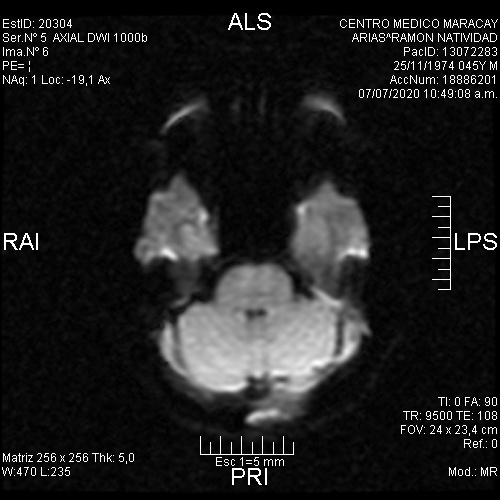 EstID: 20304
Ser.Nº 5 AXIAL DWI 1000b
Ima.Nº 6
PE= ¦
NAq: 1 Loc: -19,1 Ax
ALS
CENTRO MEDICO MARACAY
ARIAS^RAMON NATIVIDAD
PacID: 13072283
25/11/1974 045Y M
AccNum: 18886201
07/07/2020 10:49:08 a.m.
RAI
LPS
TI: 0 FA: 90
TR: 9500 TE: 108
FOV: 24 x 23,4 cm
Ref.: 0
Matriz 256 x 256 Thk: 5,0
W:470 L:235
Esc 1=5 mm
PRI
Mod.: MR